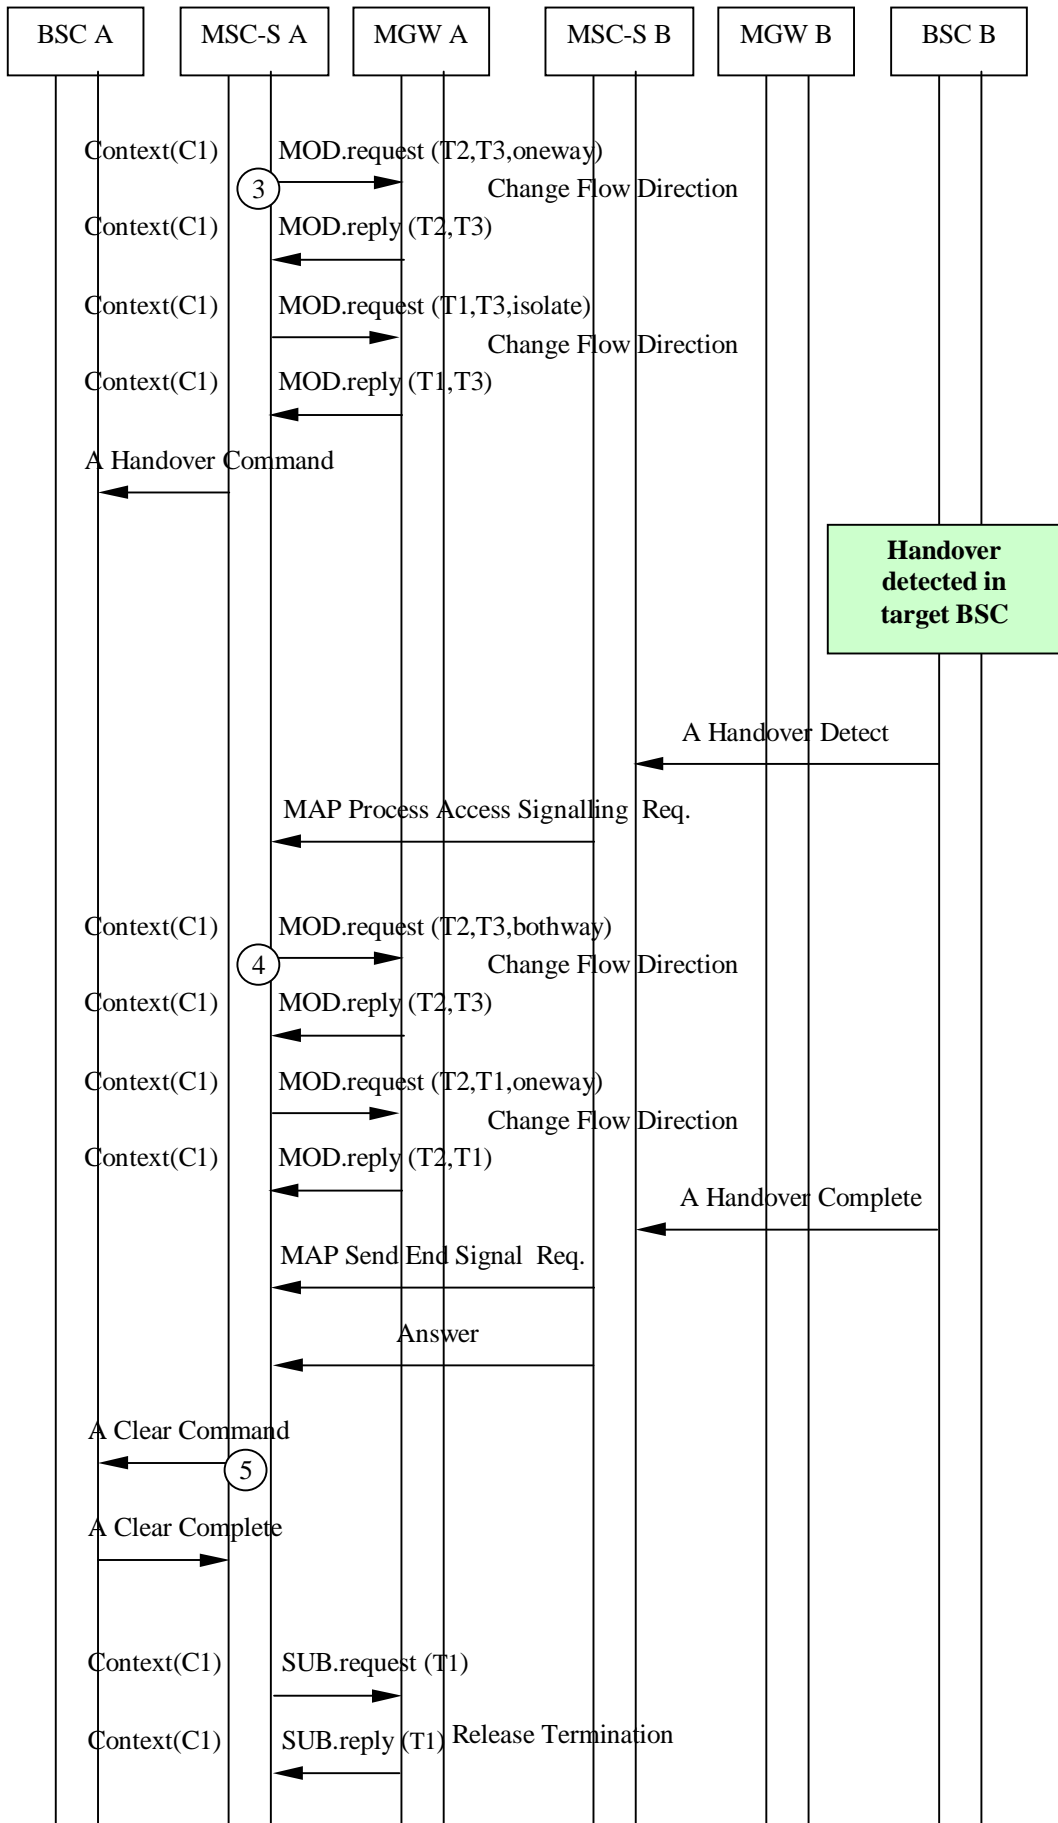 BSC A
MSC-S A
MGW A
MSC-S B
MGW B
BSC B
Context(C1)
MOD.request (T2,T3,oneway)
3
Change Flow Direction
Context(C1)
MOD.reply (T2,T3)
Context(C1)
MOD.request (T1,T3,isolate)
Change Flow Direction
Context(C1)
MOD.reply (T1,T3)
A Handover Command
Handover
detected in
target BSC
A Handover Detect
MAP Process Access Signalling Req.
Context(C1)
MOD.request (T2,T3,bothway)
4
Change Flow Direction
Context(C1)
MOD.reply (T2,T3)
Context(C1)
MOD.request (T2,T1,oneway)
Change Flow Direction
Context(C1)
MOD.reply (T2,T1)
A Handover Complete
MAP Send End Signal Req.
Answer
A Clear Command
5
A Clear Complete
Context(C1)
SUB.request (T1)
Context(C1)
SUB.reply (T1)
Release Termination